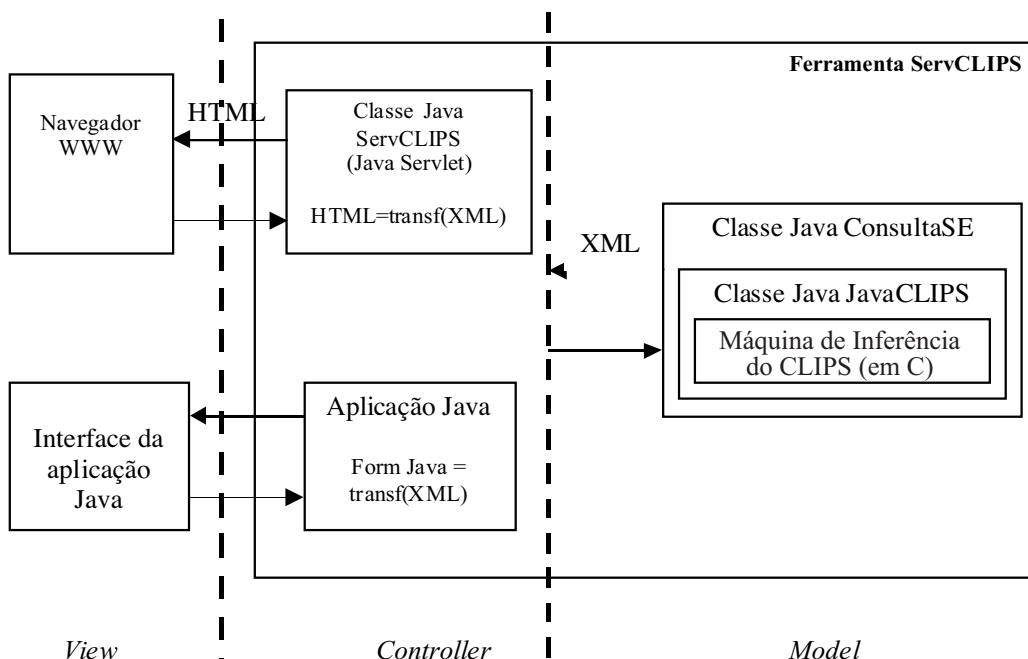 Ferramenta ServCLIPS
Navegador
WWW
HTML
Classe Java
ServCLIPS
(Java Servlet)
HTML=transf(XML)
XML
Classe Java ConsultaSE
Classe Java JavaCLIPS
Máquina de Inferência
do CLIPS (em C)
Interface da
aplicação
Java
Aplicação Java
Form Java =
transf(XML)
View
Controller
Model